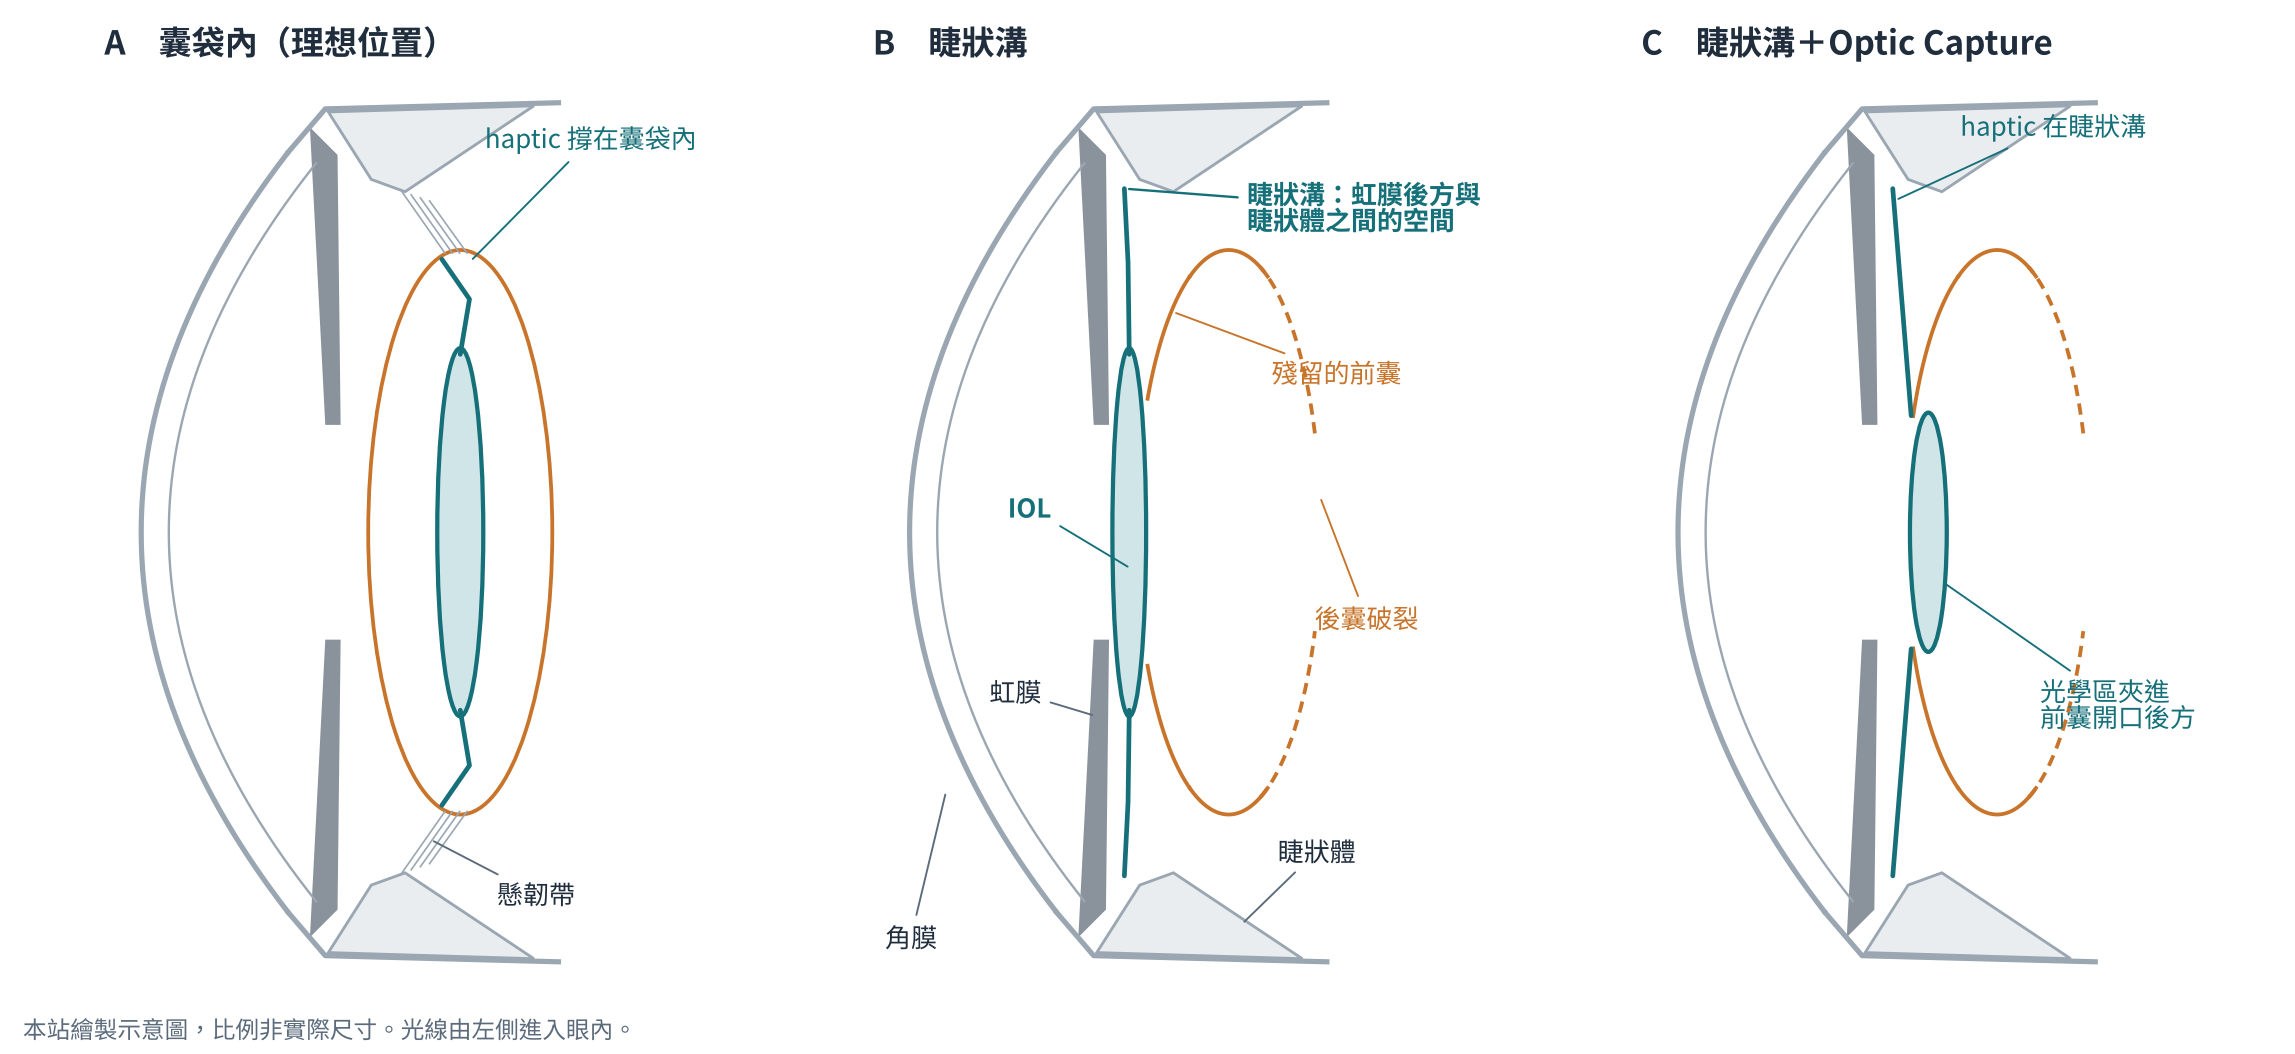 A 囊袋內（理想位置）
haptic 撐在囊袋內
懸韌帶
B 睫狀溝
睫狀溝：虹膜後方與
睫狀體之間的空間
殘留的前囊
IOL
後囊破裂
虹膜
睫狀體
角膜
C 睫狀溝＋Optic Capture
haptic 在睫狀溝
光學區夾進
前囊開口後方
本站繪製示意圖，比例非實際尺寸。光線由左側進入眼內。